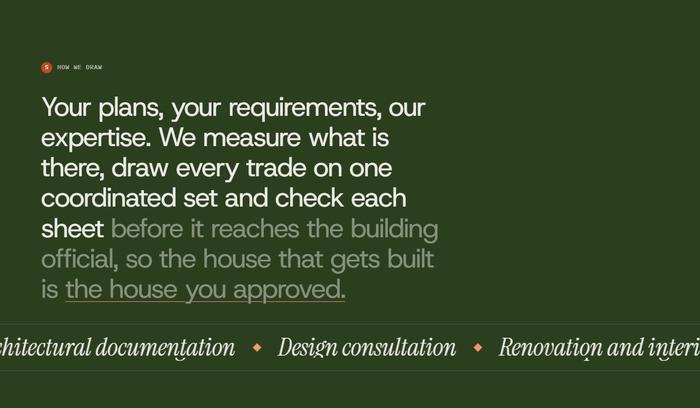 5 HOW WE DRAW
Your plans, your requirements, our
expertise. We measure what is
there, draw every trade on one
coordinated set and check each
sheet before it reaches the building
official, so the house that gets built
is the house you approved.
chitectural documentation ◆ Design consultation ◆ Renovation and interi